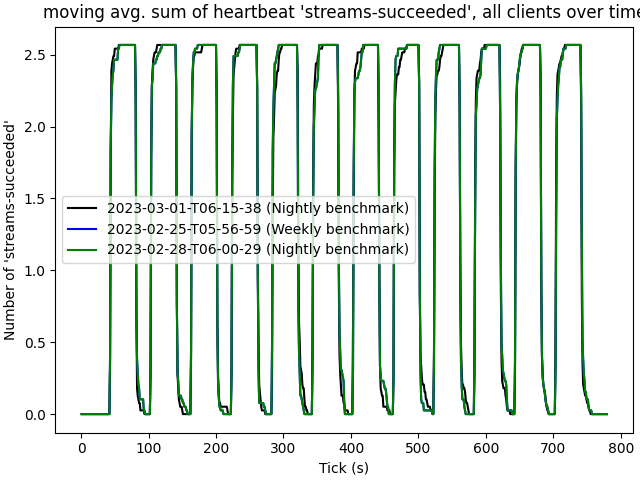 moving avg. sum of heartbeat 'streams-succeeded', all clients over time
Number of 'streams-succeeded'
2.5
2.0
1.5
1.0
0.5
0.0
2023-03-01-T06-15-38 (Nightly benchmark)
2023-02-25-T05-56-59 (Weekly benchmark)
2023-02-28-T06-00-29 (Nightly benchmark)
0 100 200 300 400 500 600 700 800
Tick (s)